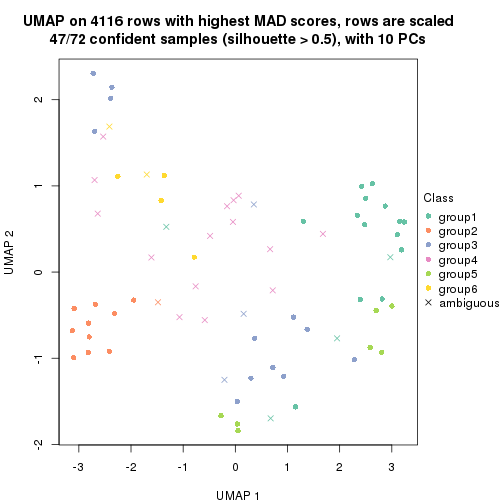 UMAP on 4116 rows with highest MAD scores, rows are scaled
47/72 confident samples (silhouette > 0.5), with 10 PCs
2
1
0
-1
-2
UMAP 2
-3 -2 -1 0 1 2 3
UMAP 1
Class
group1
group2
group3
group4
group5
group6
ambiguous